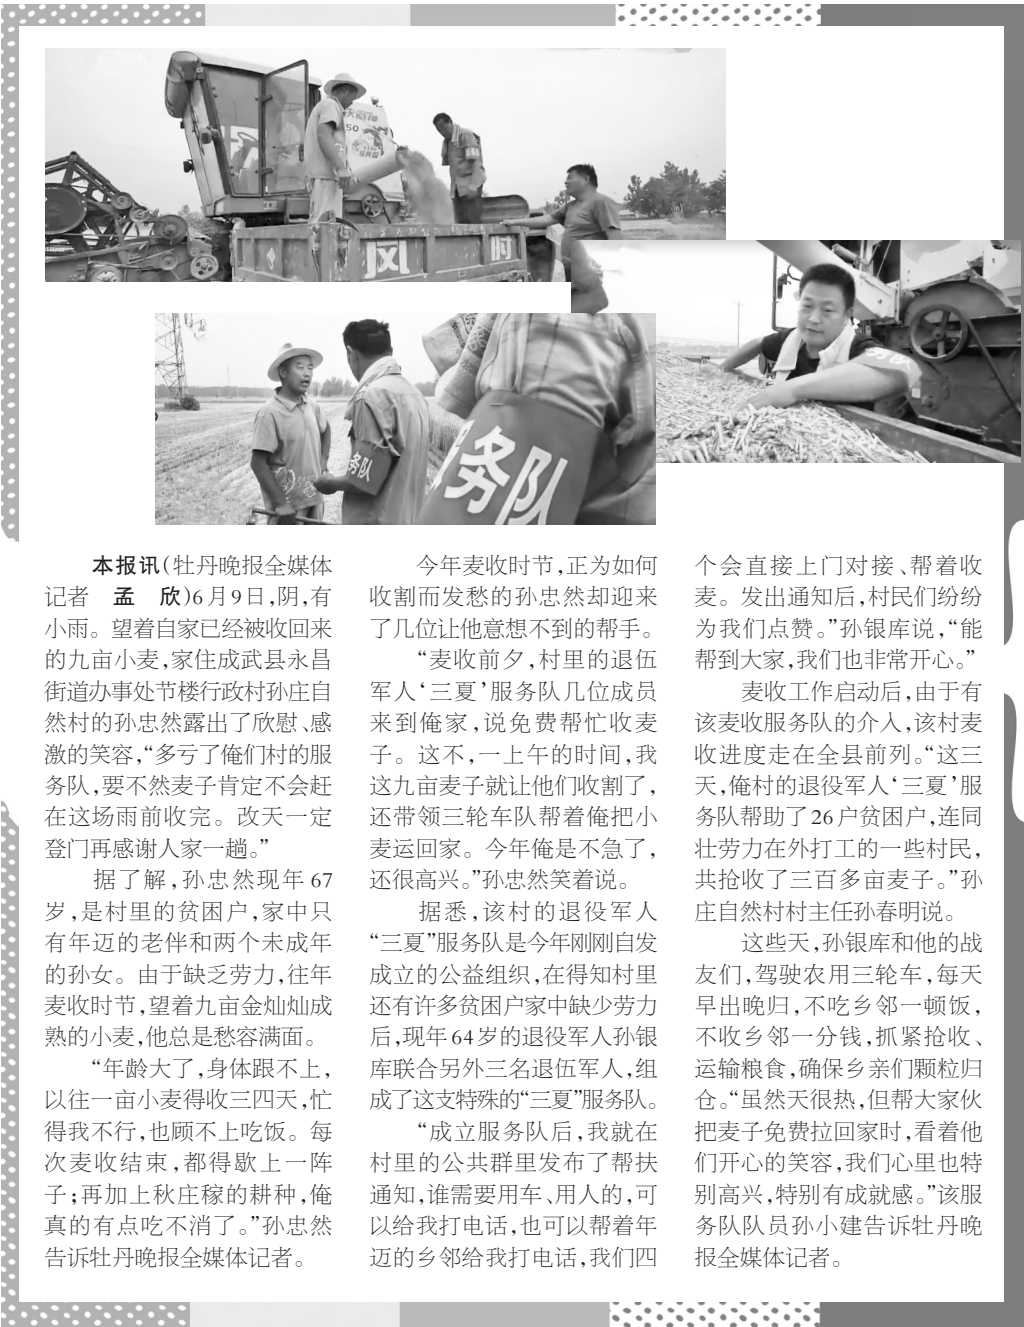 风
服务队
务队
务队
本报讯(牡丹晚报全媒体
记者 孟 欣)6月9日,阴,有
小雨。望着自家已经被收回来
的九亩小麦,家住成武县永昌
街道办事处节楼行政村孙庄自
然村的孙忠然露出了欣慰、感
激的笑容,“多亏了俺们村的服
务队,要不然麦子肯定不会赶
在这场雨前收完。改天一定
登门再感谢人家一趟。”
据了解,孙忠然现年67
岁,是村里的贫困户,家中只
有年迈的老伴和两个未成年
的孙女。由于缺乏劳力,往年
麦收时节,望着九亩金灿灿成
熟的小麦,他总是愁容满面。
“年龄大了,身体跟不上,
以往一亩小麦得收三四天,忙
得我不行,也顾不上吃饭。每
次麦收结束,都得歇上一阵
子;再加上秋庄稼的耕种,俺
真的有点吃不消了。”孙忠然
告诉牡丹晚报全媒体记者。
今年麦收时节,正为如何
收割而发愁的孙忠然却迎来
了几位让他意想不到的帮手。
“麦收前夕,村里的退伍
军人‘三夏’服务队几位成员
来到俺家,说免费帮忙收麦
子。这不,一上午的时间,我
这九亩麦子就让他们收割了,
还带领三轮车队帮着俺把小
麦运回家。今年俺是不急了,
还很高兴。”孙忠然笑着说。
据悉,该村的退役军人
“三夏”服务队是今年刚刚自发
成立的公益组织,在得知村里
还有许多贫困户家中缺少劳力
后,现年64岁的退役军人孙银
库联合另外三名退伍军人,组
成了这支特殊的“三夏”服务队。
“成立服务队后,我就在
村里的公共群里发布了帮扶
通知,谁需要用车、用人的,可
以给我打电话,也可以帮着年
迈的乡邻给我打电话,我们四
个会直接上门对接、帮着收
麦。发出通知后,村民们纷纷
为我们点赞。”孙银库说,“能
帮到大家,我们也非常开心。”
麦收工作启动后,由于有
该麦收服务队的介入,该村麦
收进度走在全县前列。“这三
天,俺村的退役军人‘三夏’服
务队帮助了26户贫困户,连同
壮劳力在外打工的一些村民,
共抢收了三百多亩麦子。”孙
庄自然村村主任孙春明说。
这些天,孙银库和他的战
友们,驾驶农用三轮车,每天
早出晚归,不吃乡邻一顿饭,
不收乡邻一分钱,抓紧抢收、
运输粮食,确保乡亲们颗粒归
仓。“虽然天很热,但帮大家伙
把麦子免费拉回家时,看着他
们开心的笑容,我们心里也特
别高兴,特别有成就感。”该服
务队队员孙小建告诉牡丹晚
报全媒体记者。